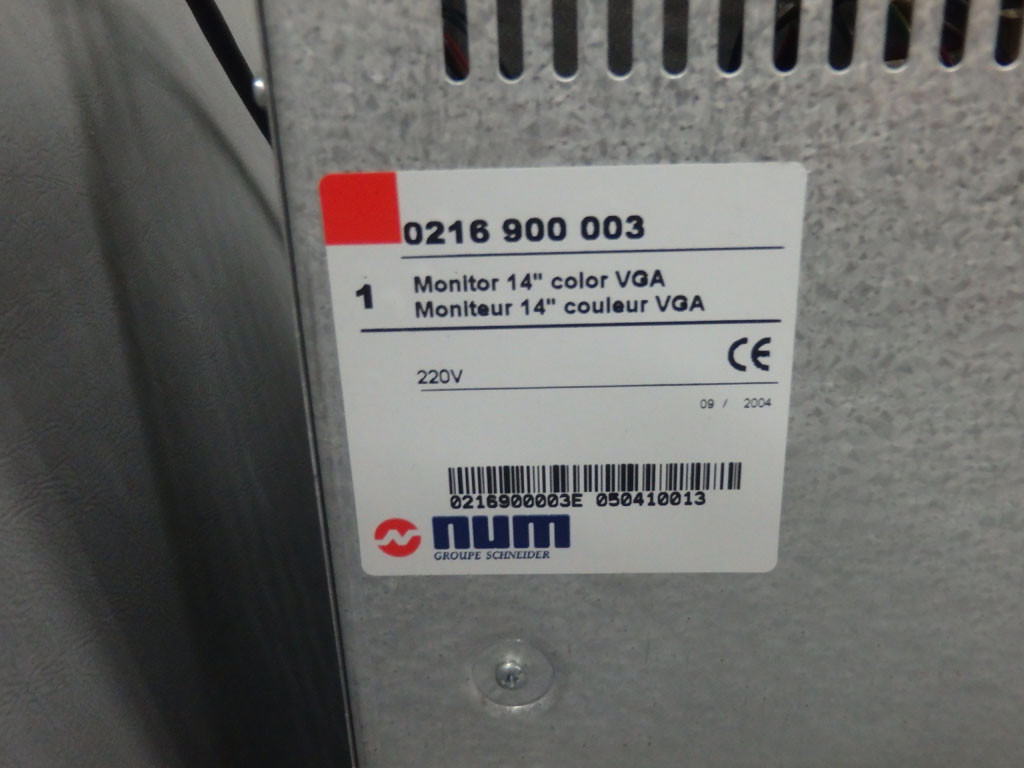 0216 900 003
1
Monitor 14" color VGA
Moniteur 14" couleur VGA
CE
220V
09 / 2004
0216900003E 050410013
num
GROUPE SCHNEIDER